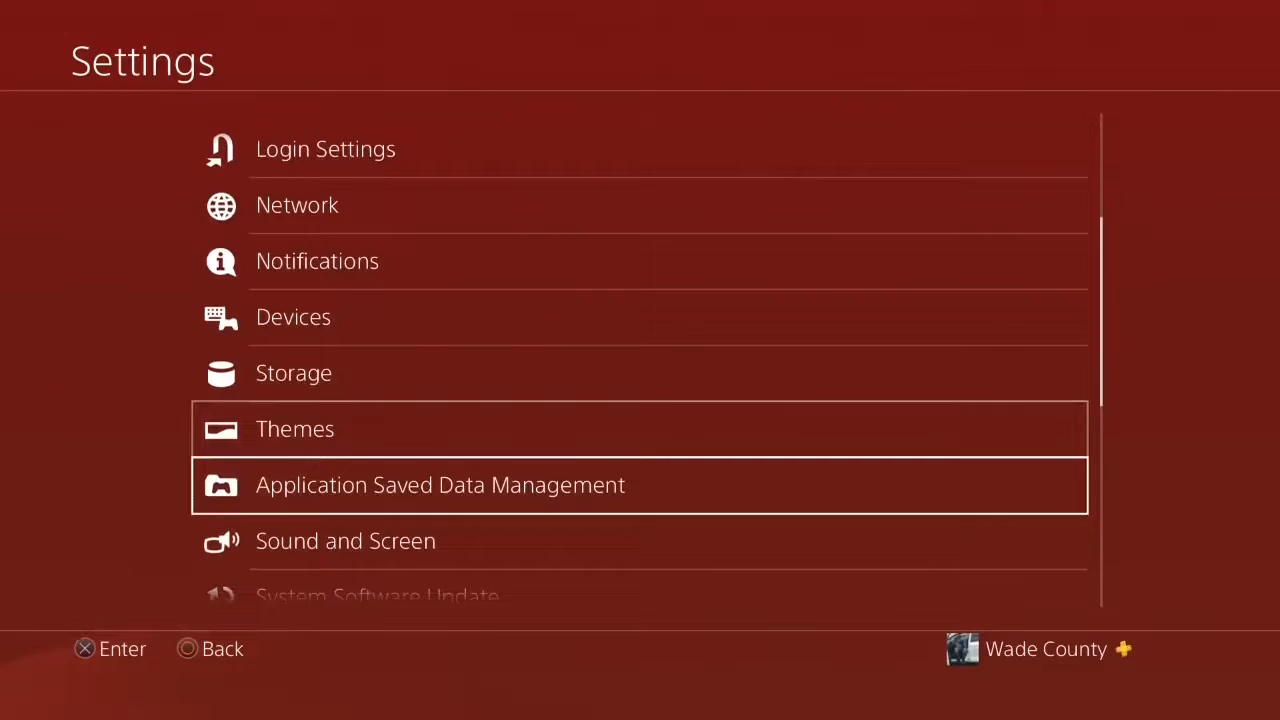 Settings
Login Settings
Network
Notifications
Devices
Storage
Themes
Application Saved Data Management
Sound and Screen
System Software Update
Enter
Back
Wade County